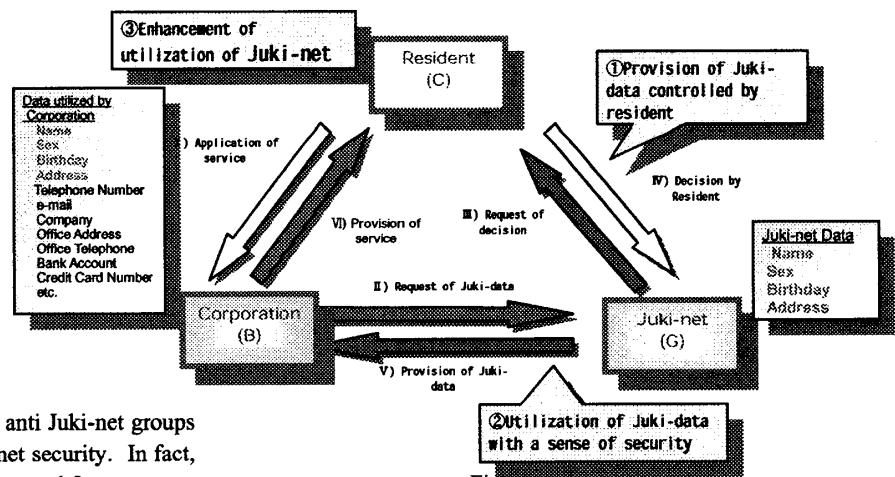 ③Enhancement of
utilization of Juki-net
Resident
(C)
①Provision of Juki-
data controlled by
resident
Data utilized by
Corporation
Name
Sex
Birthday
Address
Telephone Number
e-mail
Company
Office Address
Office Telephone
Bank Account
Credit Card Number
etc.
) Application of
service
VI) Provision of
service
III) Request of
decision
IV) Decision by
Resident
Juki-net Data
Name
Sex
Birthday
Address
II) Request of Juki-data
Corporation
(B)
Juki-net
(G)
V) Provision of Juki-
data
②Utilization of Juki-data
with a sense of security
anti Juki-net groups
net security. In fact,